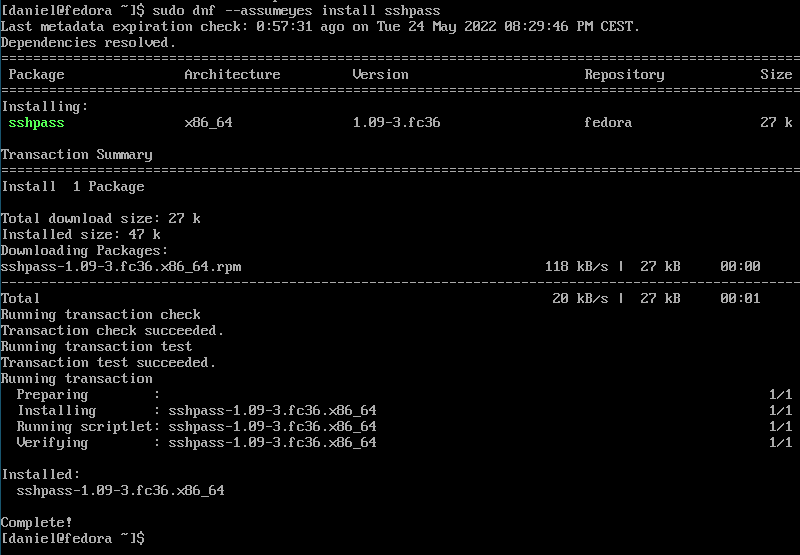 [daniel@fedora ~]$ sudo dnf --assumeyes install sshpass
Last metadata expiration check: 0:57:31 ago on Tue 24 May 2022 08:29:46 PM CEST.
Dependencies resolved.
================================================================================
Package Architecture Version Repository Size
================================================================================
Installing:
sshpass x86_64 1.09-3.fc36 fedora 27 k
Transaction Summary
================================================================================
Install 1 Package
Total download size: 27 k
Installed size: 47 k
Downloading Packages:
sshpass-1.09-3.fc36.x86_64.rpm 118 kB/s | 27 kB 00:00
--------------------------------------------------------------------------------
Total 20 kB/s | 27 kB 00:01
Running transaction check
Transaction check succeeded.
Running transaction test
Transaction test succeeded.
Running transaction
Preparing : 1/1
Installing : sshpass-1.09-3.fc36.x86_64 1/1
Running scriptlet: sshpass-1.09-3.fc36.x86_64 1/1
Verifying : sshpass-1.09-3.fc36.x86_64 1/1
Installed:
sshpass-1.09-3.fc36.x86_64
Complete!
[daniel@fedora ~]$